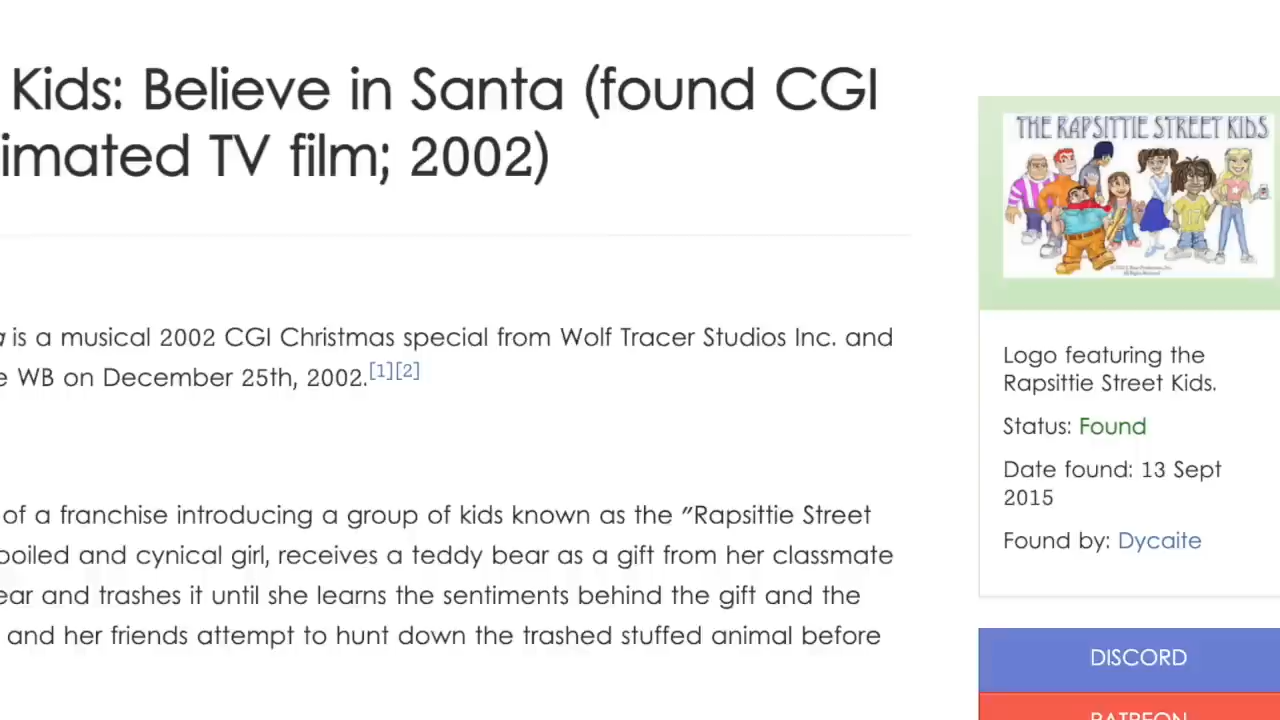 Kids: Believe in Santa (found CGI
imated TV film; 2002)
is a musical 2002 CGI Christmas special from Wolf Tracer Studios Inc. and
WB on December 25th, 2002.[1][2]
of a franchise introducing a group of kids known as the "Rapsittie Street
poiled and cynical girl, receives a teddy bear as a gift from her classmate
ear and trashes it until she learns the sentiments behind the gift and the
and her friends attempt to hunt down the trashed stuffed animal before
THE RAPSITTIE STREET KIDS
Logo featuring the
Rapsittie Street Kids.
Status: Found
Date found: 13 Sept
2015
Found by: Dycaite
DISCORD
PATREON